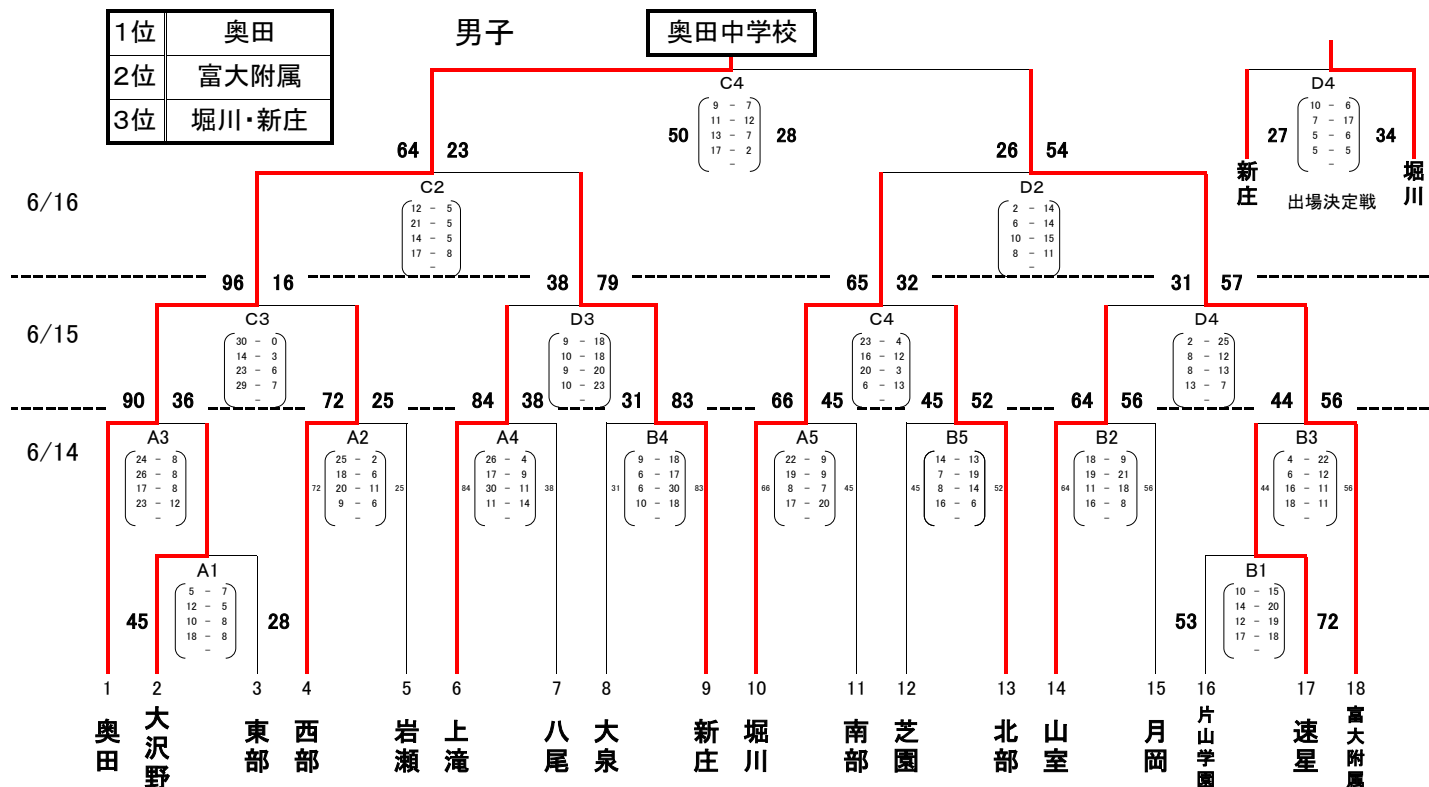 1位 奥田
2位 富大附属
3位 堀川・新庄
男子
奥田中学校
C4
50 28
9 - 7
11 - 12
13 - 7
17 - 2
-
D4
27 34
10 - 6
7 - 17
5 - 6
5 - 5
-
新庄
堀川
出場決定戦
64 23
26 54
6/16
C2
12 - 5
21 - 5
14 - 5
17 - 8
-
D2
2 - 14
6 - 14
10 - 15
8 - 11
-
96 16
38 79
65 32
31 57
6/15
C3
30 - 0
14 - 3
23 - 6
29 - 7
-
D3
9 - 18
10 - 18
9 - 20
10 - 23
-
C4
23 - 4
16 - 12
20 - 3
6 - 13
-
D4
2 - 25
8 - 12
8 - 13
13 - 7
-
90 36
72 25
84 38
31 83
66 45
45 52
64 56
44 56
6/14
A3
24 - 8
26 - 8
17 - 8
23 - 12
-
A2
72 25
25 - 2
18 - 6
20 - 11
9 - 6
-
A4
84 38
26 - 4
17 - 9
30 - 11
11 - 14
-
B4
31 83
9 - 18
6 - 17
6 - 30
10 - 18
-
A5
66 45
22 - 9
19 - 9
8 - 7
17 - 20
-
B5
45 52
14 - 13
7 - 19
8 - 14
16 - 6
-
B2
64 56
18 - 9
19 - 21
11 - 18
16 - 8
-
B3
44 56
4 - 22
6 - 12
16 - 11
18 - 11
-
A1
45 28
5 - 7
12 - 5
10 - 8
18 - 8
-
B1
53 72
10 - 15
14 - 20
12 - 19
17 - 18
-
1 2 3 4 5 6 7 8 9 10 11 12 13 14 15 16 17 18
奥田
大沢野
東部
西部
岩瀬
上滝
八尾
大泉
新庄
堀川
南部
芝園
北部
山室
月岡
片山学園
速星
富大附属